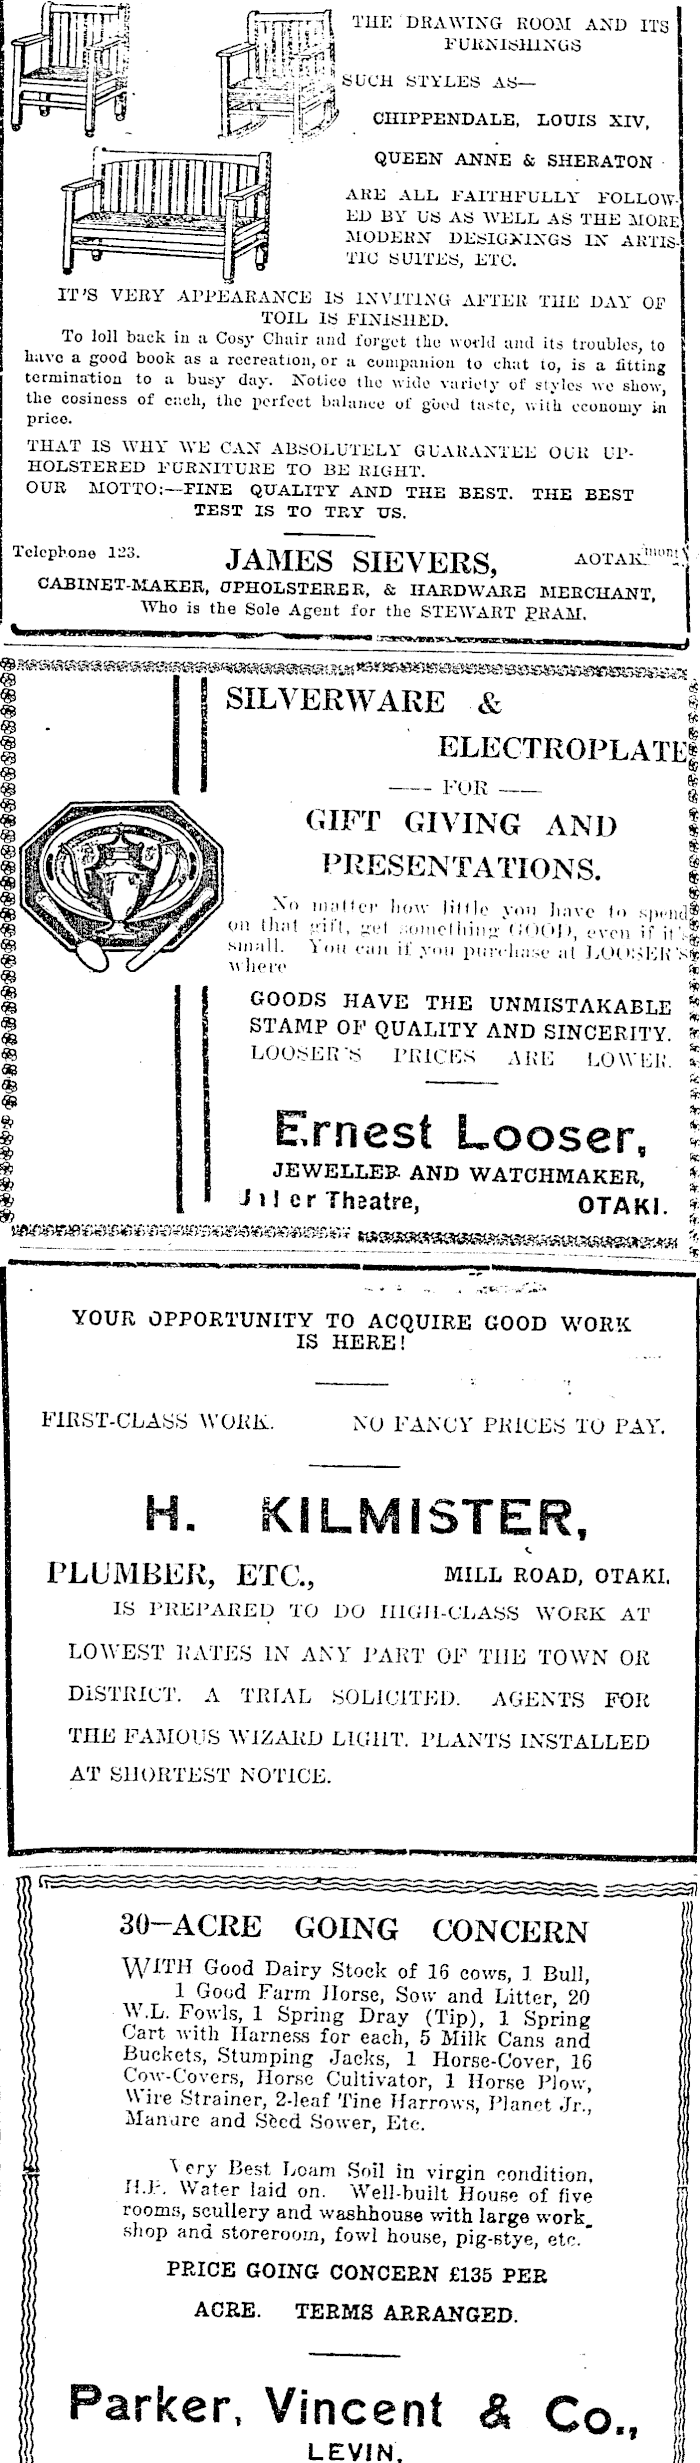 THE DRAWING ROOM AND ITS
FURNISHINGS
SUCH STYLES AS—
CHIPPENDALE, LOUIS XIV,
QUEEN ANNE & SHERATON
ARE ALL FAITHFULLY FOLLOW-
ED BY US AS WELL AS THE MORE
MODERN DESIGNINGS IN ARTIS-
TIC SUITES, ETC.
IT'S VERY APPEARANCE IS INVITING AFTER THE DAY OF
TOIL IS FINISHED.
To loll back in a Cosy Chair and forget the world and its troubles, to
have a good book as a recreation, or a companion to chat to, is a fitting
termination to a busy day. Notice the wide variety of styles we show,
the cosiness of each, the perfect balance of good taste, with economy in
price.
THAT IS WHY WE CAN ABSOLUTELY GUARANTEE OUR UP-
HOLSTERED FURNITURE TO BE RIGHT.
OUR MOTTO:—FINE QUALITY AND THE BEST. THE BEST
TEST IS TO TRY US.
Telephone 123. JAMES SIEVERS,
CABINET-MAKER, UPHOLSTERER, & HARDWARE MERCHANT,
Who is the Sole Agent for the STEWART PRAM.
SILVERWARE &
ELECTROPLATE
—— FOR ——
GIFT GIVING AND
PRESENTATIONS.
No matter how little you have to spend
on that gift, get something GOOD, even if it's
small. You can if you purchase at LOOSER'S
where
GOODS HAVE THE UNMISTAKABLE
STAMP OF QUALITY AND SINCERITY.
LOOSER'S PRICES ARE LOWER.
Ernest Looser,
JEWELLER AND WATCHMAKER,
Theatre, OTAKI.
YOUR OPPORTUNITY TO ACQUIRE GOOD WORK
IS HERE!
FIRST-CLASS WORK. NO FANCY PRICES TO PAY.
H. KILMISTER,
PLUMBER, ETC., MILL ROAD, OTAKI,
IS PREPARED TO DO HIGH-CLASS WORK AT
LOWEST RATES IN ANY PART OF THE TOWN OR
DISTRICT. A TRIAL SOLICITED. AGENTS FOR
THE FAMOUS WIZARD LIGHT. PLANTS INSTALLED
AT SHORTEST NOTICE.
30—ACRE GOING CONCERN
WITH Good Dairy Stock of 16 cows, 1 Bull,
1 Good Farm Horse, Sow and Litter, 20
W.L. Fowls, 1 Spring Dray (Tip), 1 Spring
Cart with Harness for each, 5 Milk Cans and
Buckets, Stumping Jacks, 1 Horse-Cover, 16
Cow-Covers, Horse Cultivator, 1 Horse Plow,
Wire Strainer, 2-leaf Tine Harrows, Planet Jr.,
Manure and Seed Sower, Etc.
Very Best Loam Soil in virgin condition,
H.P. Water laid on. Well-built House of five
rooms, scullery and washhouse with large work-
shop and storeroom, fowl house, pig-stye, etc.
PRICE GOING CONCERN £135 PER
ACRE. TERMS ARRANGED.
Parker, Vincent & Co.,
LEVIN.